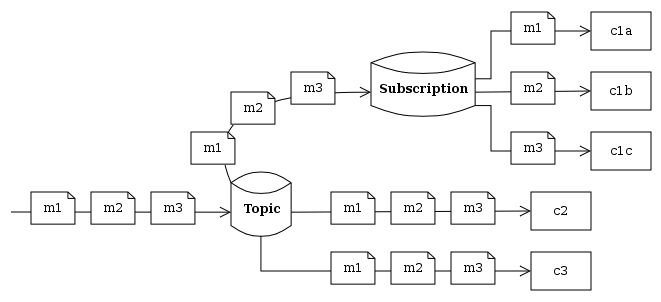 m1 c1a
m3
m2 Subscription m2 c1b
m1 m3 c1c
m1 m2 m3 Topic m1 m2 m3 c2
m1 m2 m3 c3